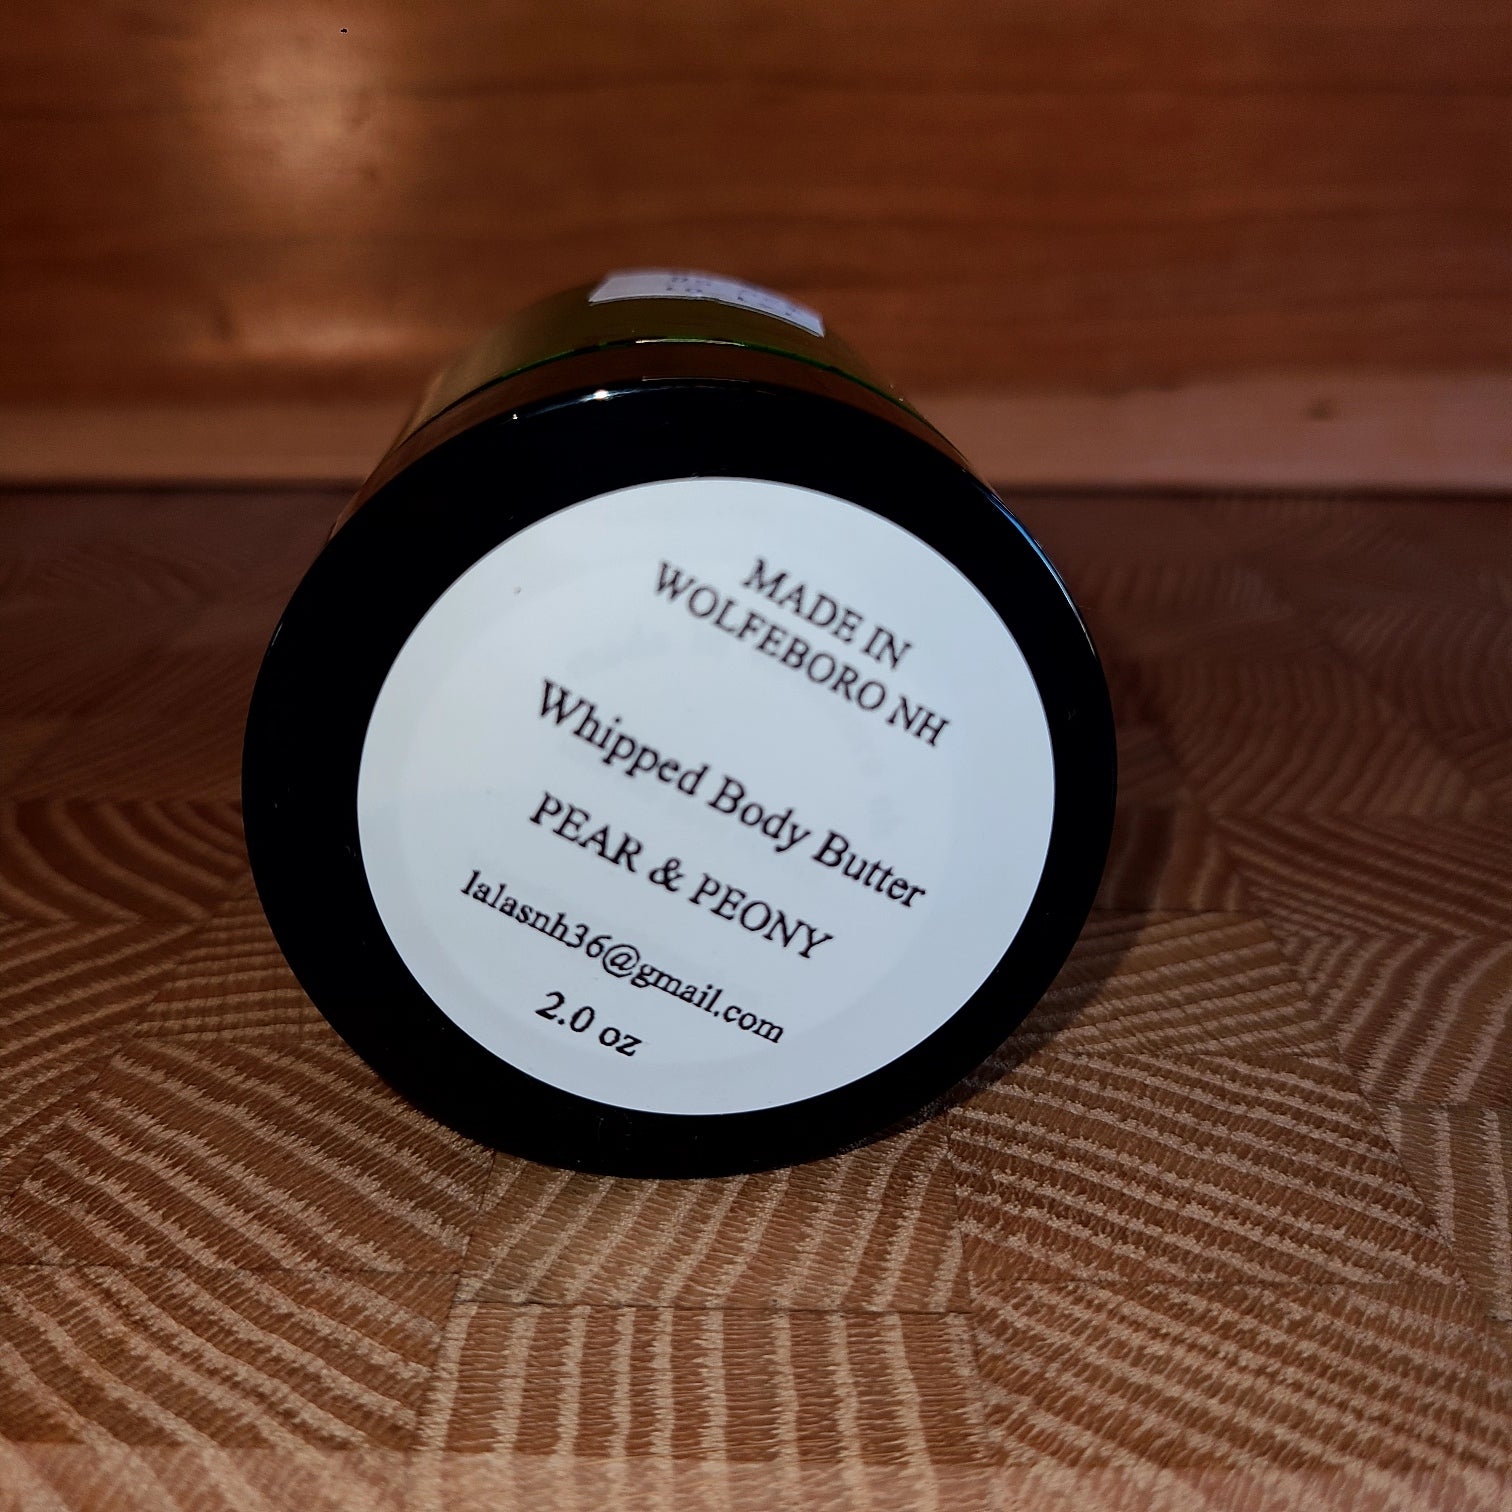 MADE IN
WOLFEBORO NH
Whipped Body Butter
PEAR & PEONY
lalasnh36@gmail.com
2.0 oz